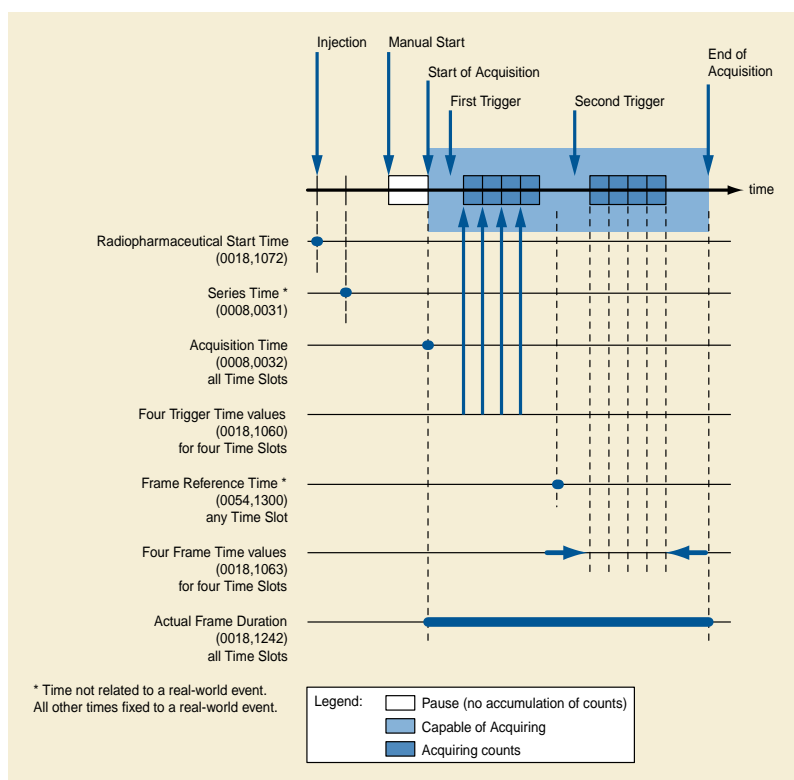 Injection
Manual Start
Start of Acquisition
End of
Acquisition
First Trigger
Second Trigger
time
Radiopharmaceutical Start Time
(0018,1072)
Series Time *
(0008,0031)
Acquisition Time
(0008,0032)
all Time Slots
Four Trigger Time values
(0018,1060)
for four Time Slots
Frame Reference Time *
(0054,1300)
any Time Slot
Four Frame Time values
(0018,1063)
for four Time Slots
Actual Frame Duration
(0018,1242)
all Time Slots
* Time not related to a real-world event.
All other times fixed to a real-world event.
Legend:
Pause (no accumulation of counts)
Capable of Acquiring
Acquiring counts